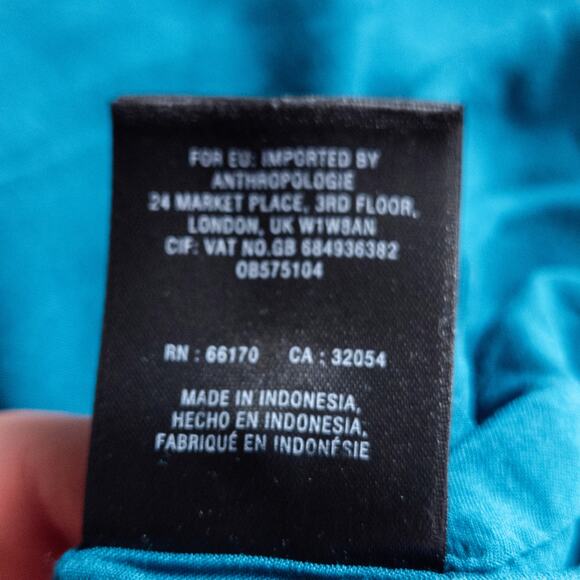 FOR EU: IMPORTED BY
ANTHROPOLOGIE
24 MARKET PLACE, 3RD FLOOR,
LONDON, UK W1W8AN
CIF: VAT NO.GB 684936382
OB575104
RN : 66170 CA : 32054
MADE IN INDONESIA,
HECHO EN INDONESIA,
FABRIQUÉ EN INDONÉSIE